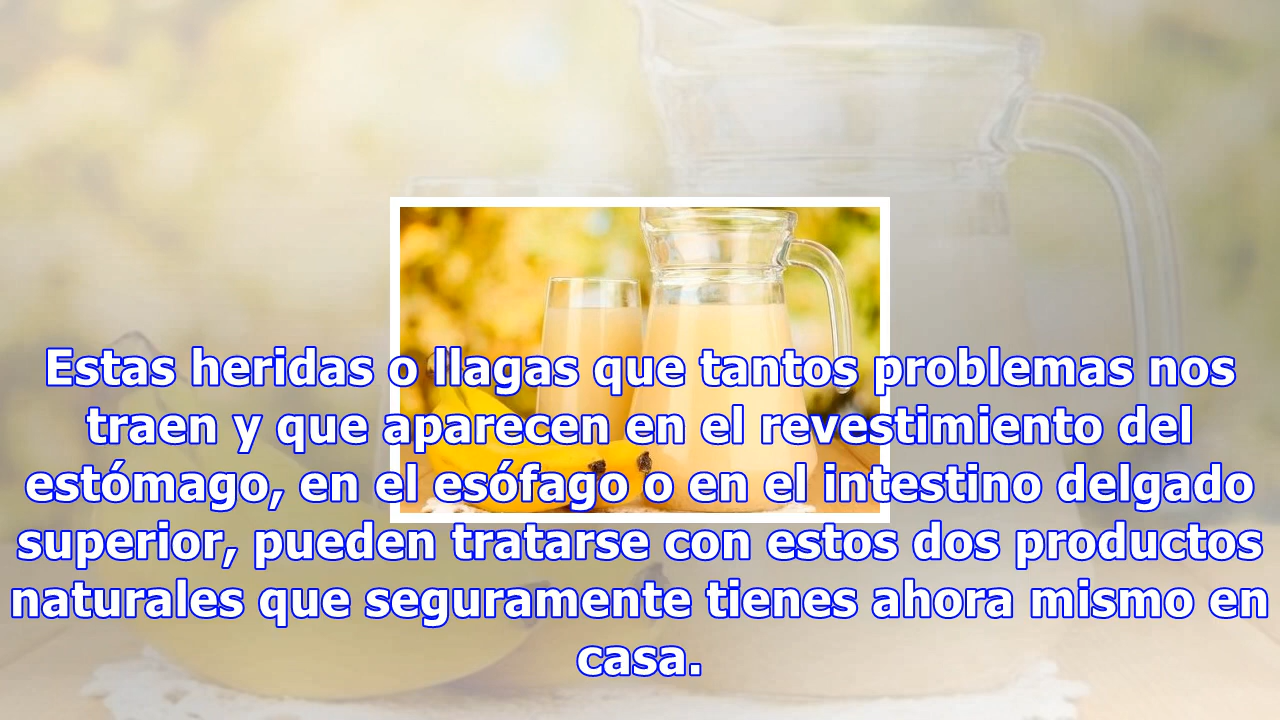 Estas heridas o llagas que tantos problemas nos
traen y que aparecen en el revestimiento del
estómago, en el esófago o en el intestino delgado
superior, pueden tratarse con estos dos productos
naturales que seguramente tienes ahora mismo en
casa.